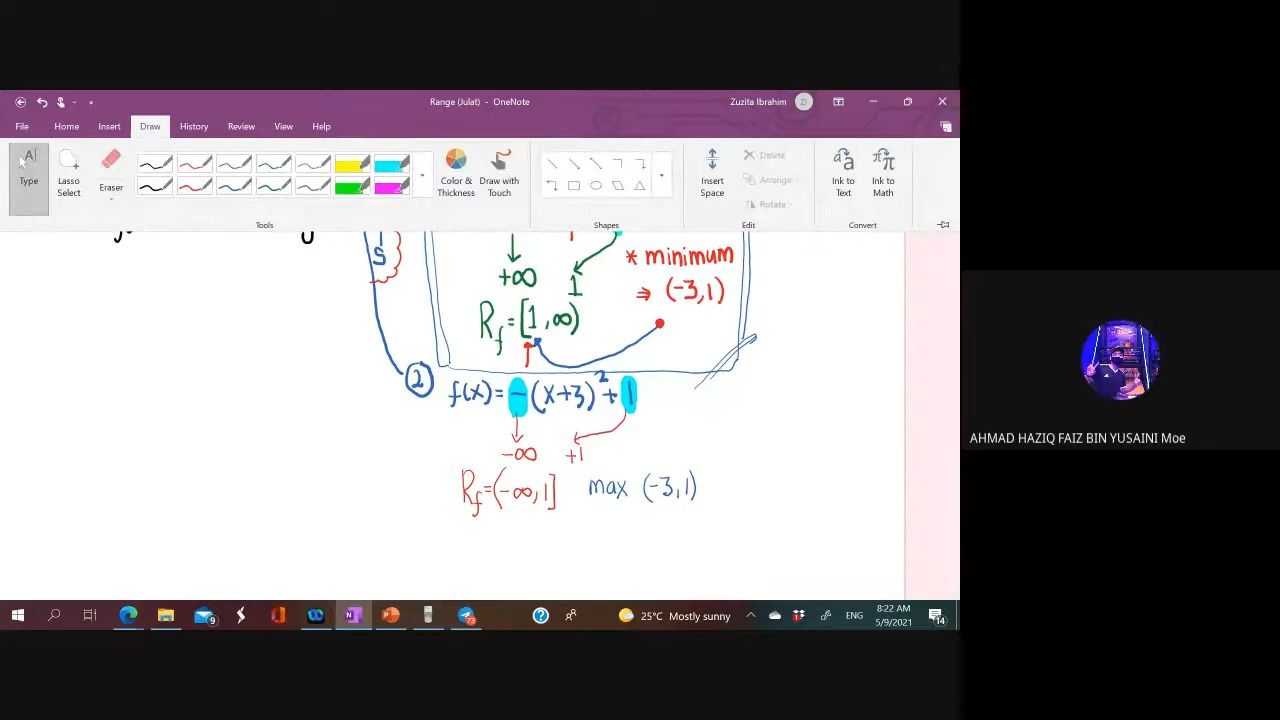 Range (Julat) - OneNote
Zuzita Ibrahim
ZI
File Home Insert Draw History Review View Help
Type
Lasso Select
Eraser
Color & Thickness
Draw with Touch
Insert Space
Delete
Arrange
Rotate
Ink to Text
Ink to Math
Tools
Shapes
Edit
Convert
S
* minimum
+∞
1
⇒ (-3,1)
Rf = [1, ∞)
2
f(x) = -(x+3)²+ 1
-∞
+1
Rf = (-∞, 1]
max (-3,1)
AHMAD HAZIQ FAIZ BIN YUSAINI Moe
9
73
25°C Mostly sunny
ENG
8:22 AM
5/9/2021
14